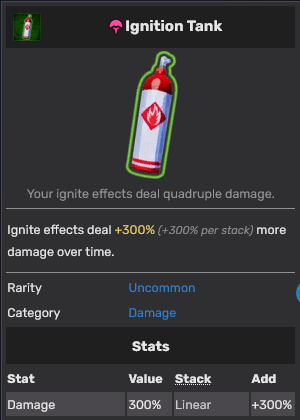 Ignition Tank
Your ignite effects deal quadruple damage.
Ignite effects deal +300% (+300% per stack) more
damage over time.
Rarity Uncommon
Category Damage
Stats
Stat Value Stack Add
Damage 300% Linear +300%